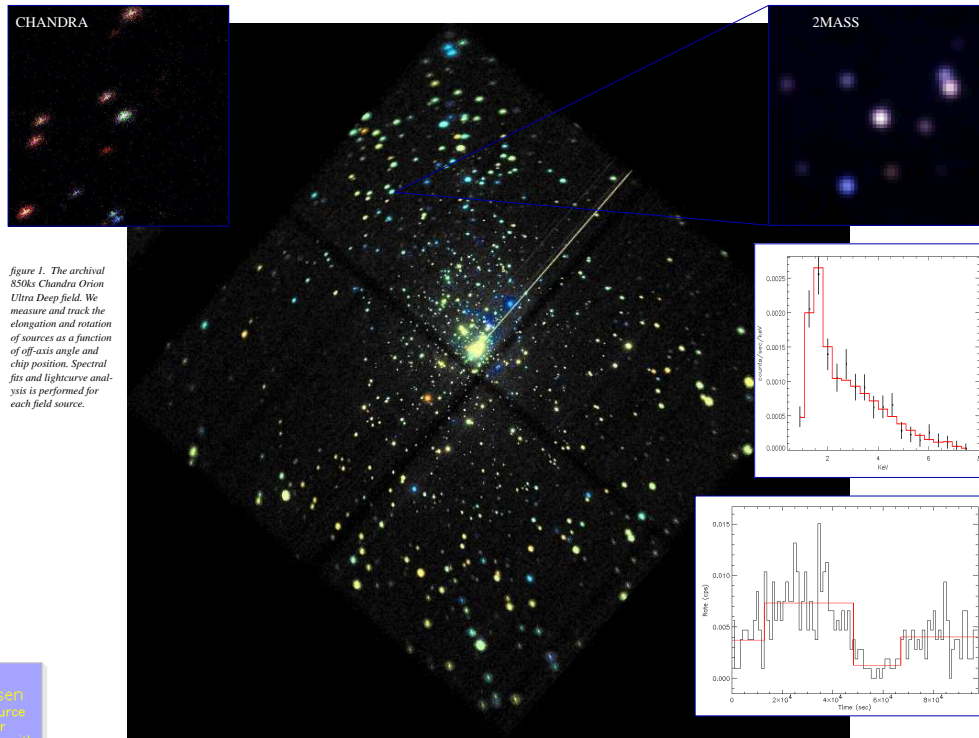 CHANDRA
2MASS
figure 1. The archival
850ks Chandra Orion
Ultra Deep field. We
measure and track the
elongation and rotation
of sources as a function
of off-axis angle and
chip position. Spectral
fits and lightcurve anal-
ysis is performed for
each field source.
counts/sec/keV
0.0025
0.0020
0.0015
0.0010
0.0005
0.0000
2 4 6 8
KeV
Rate (cps)
0.015
0.010
0.005
0.000
0 2×10⁴ 4×10⁴ 6×10⁴ 8×10⁴
Time (sec)
sen
urce
r